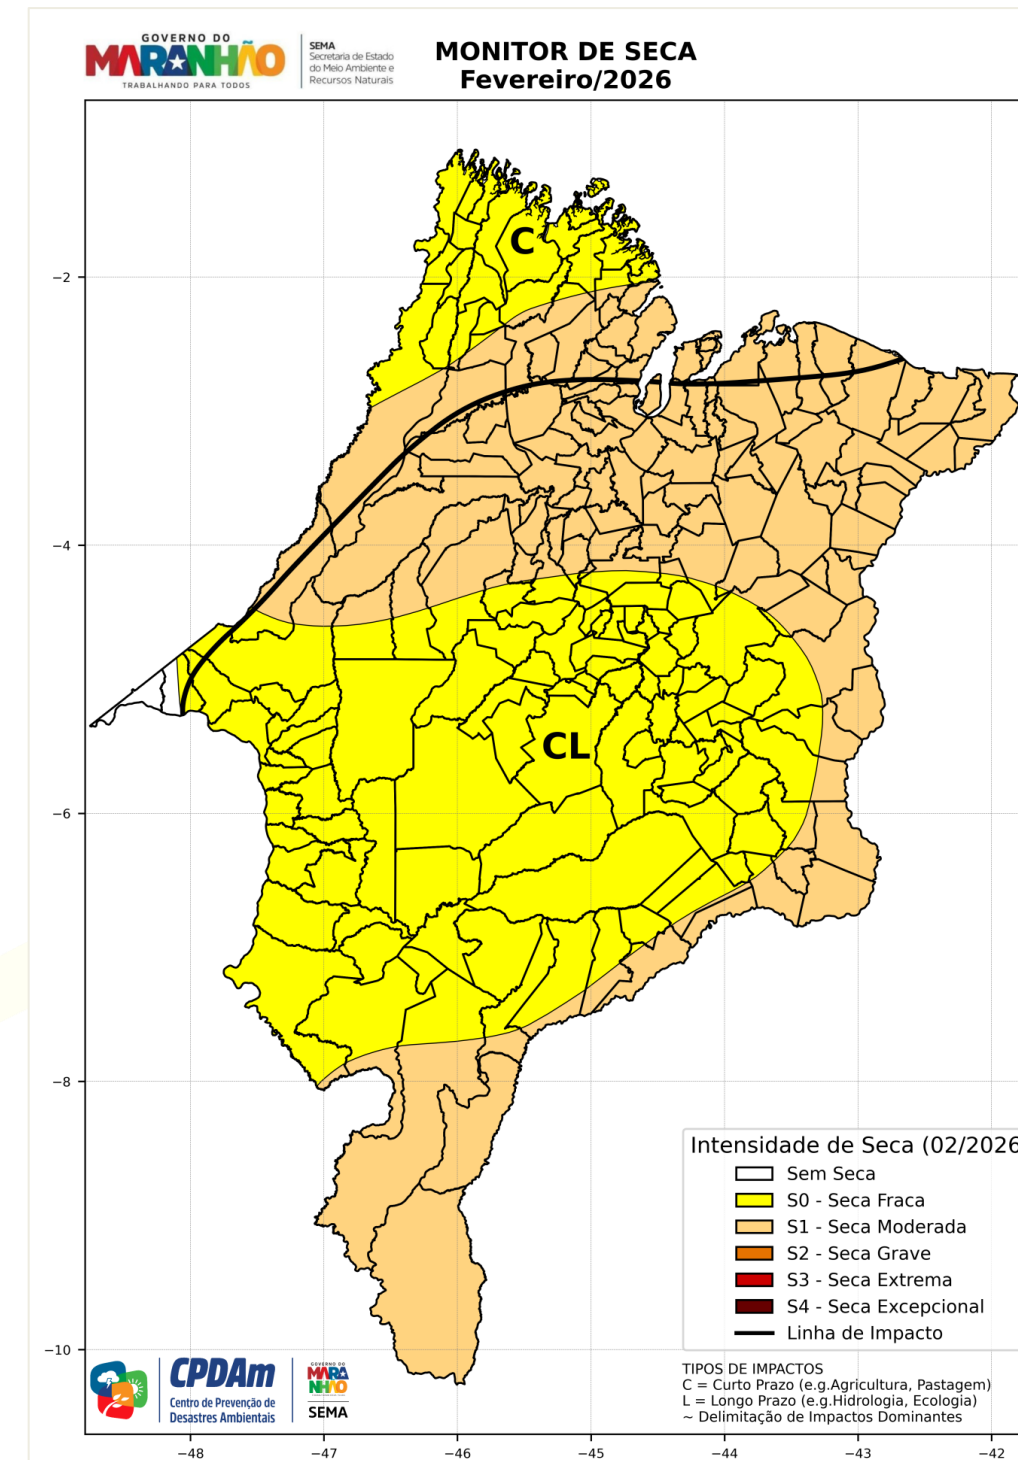 GOVERNO DO
MARANHÃO
TRABALHANDO PARA TODOS
SEMA
Secretaria de Estado
do Meio Ambiente e
Recursos Naturais
MONITOR DE SECA
Fevereiro/2026
C
CL
−2
−4
−6
−8
−10
−48
−47
−46
−45
−44
−43
−42
Intensidade de Seca (02/2026
Sem Seca
S0 - Seca Fraca
S1 - Seca Moderada
S2 - Seca Grave
S3 - Seca Extrema
S4 - Seca Excepcional
Linha de Impacto
TIPOS DE IMPACTOS
C = Curto Prazo (e.g.Agricultura, Pastagem)
L = Longo Prazo (e.g.Hidrologia, Ecologia)
~ Delimitação de Impactos Dominantes
CPDAm
Centro de Prevenção de
Desastres Ambientais
GOVERNO DO
MARANHÃO
SEMA